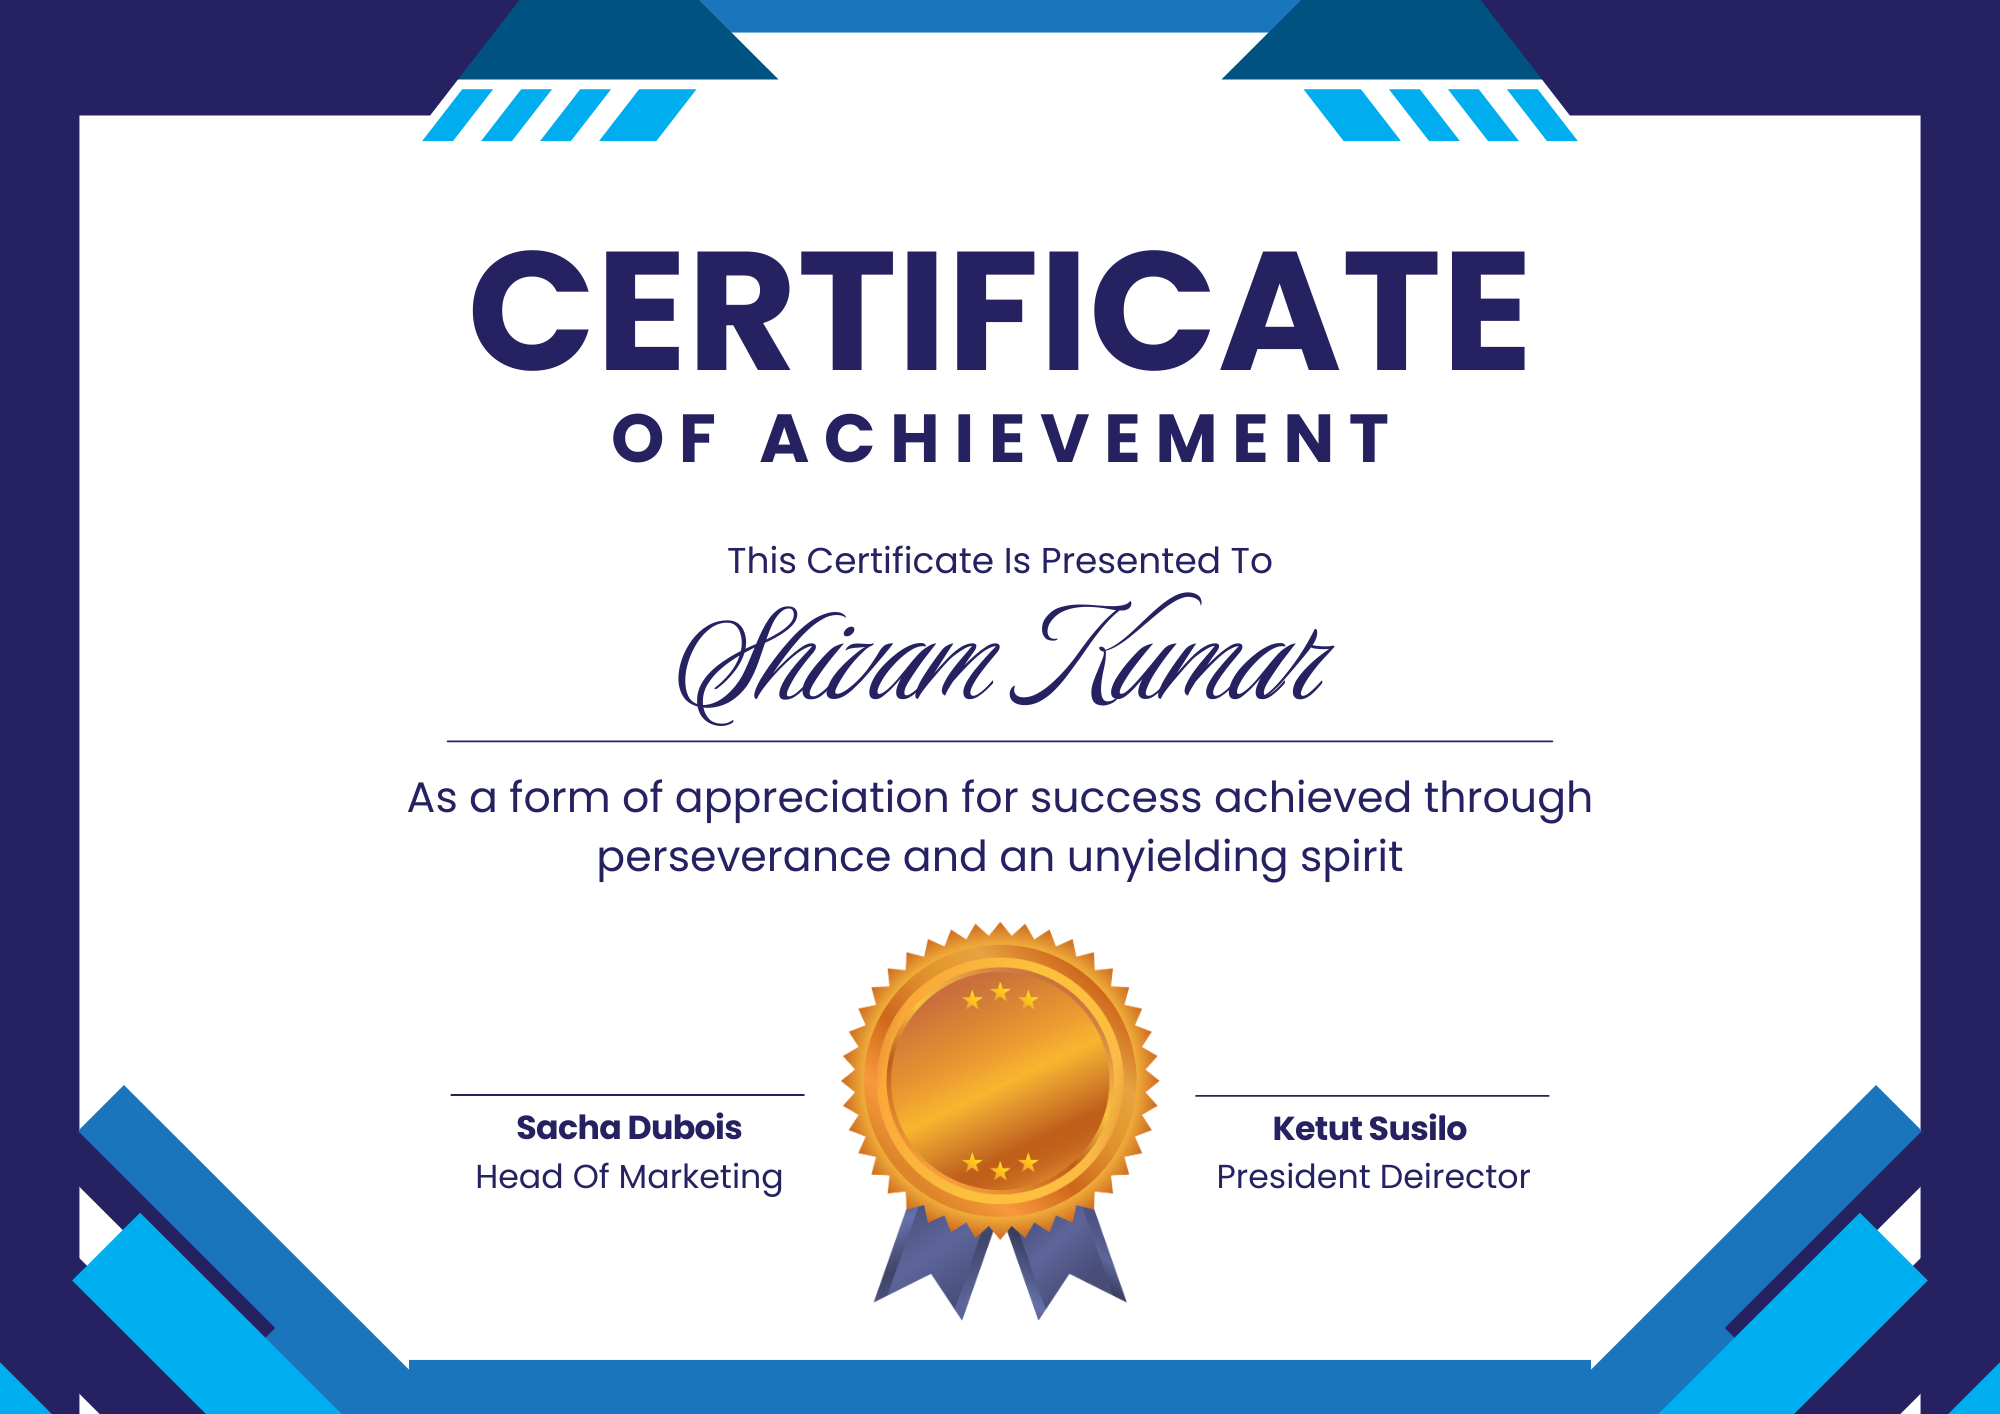 CERTIFICATE
OF ACHIEVEMENT
This Certificate Is Presented To
Shivam Kumar
As a form of appreciation for success achieved through
perseverance and an unyielding spirit
Sacha Dubois
Head Of Marketing
Ketut Susilo
President Deirector